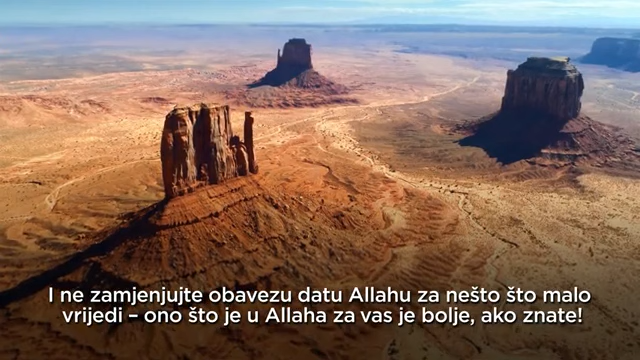 I ne zamjenjujte obavezu datu Allahu za nešto što malo
vrijedi – ono što je u Allaha za vas je bolje, ako znate!